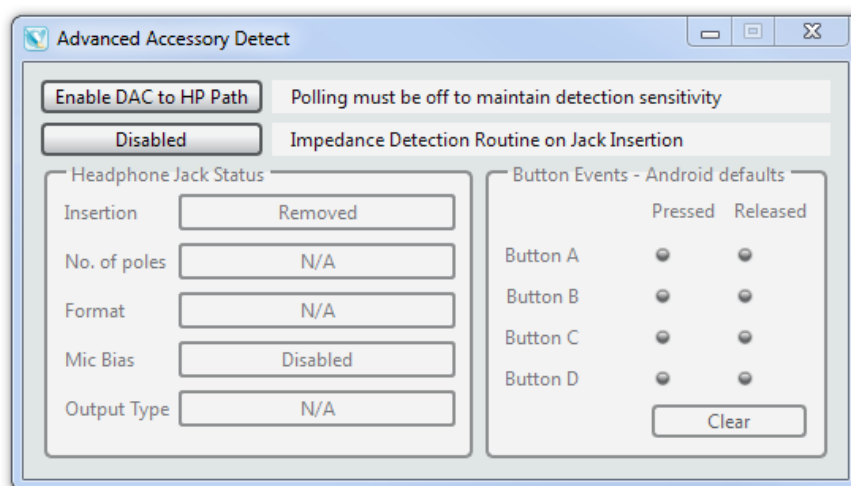 Advanced Accessory Detect
Enable DAC to HP Path
Polling must be off to maintain detection sensitivity
Disabled
Impedance Detection Routine on Jack Insertion
Headphone Jack Status
Insertion
Removed
No. of poles
N/A
Format
N/A
Mic Bias
Disabled
Output Type
N/A
Button Events - Android defaults
Pressed Released
Button A
Button B
Button C
Button D
Clear